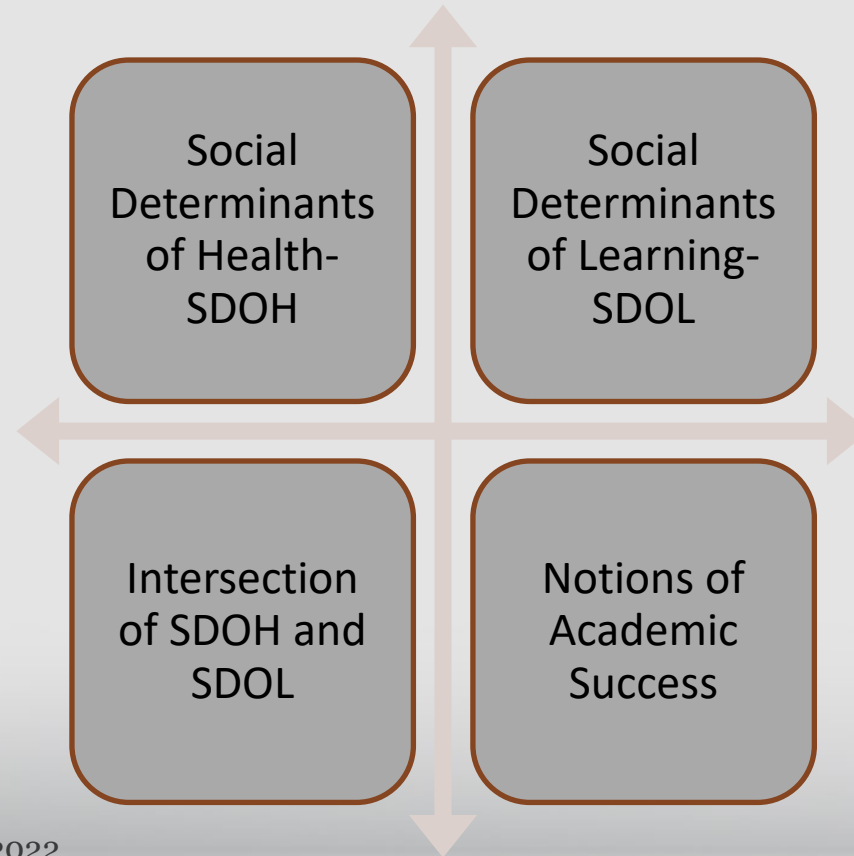 Social
Determinants
of Health-
SDOH
Social
Determinants
of Learning-
SDOL
Intersection
of SDOH and
SDOL
Notions of
Academic
Success
2022